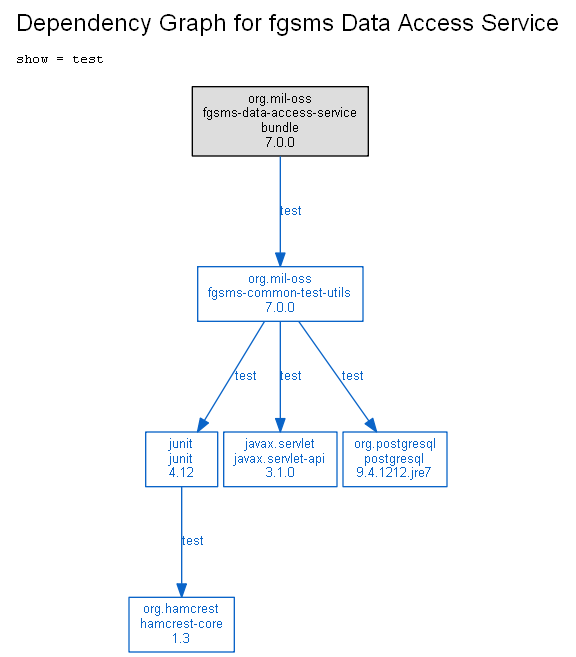 Dependency Graph for fgsms Data Access Service
show = test
org.mil-oss
fgsms-data-access-service
bundle
7.0.0
test
org.mil-oss
fgsms-common-test-utils
7.0.0
test
test
test
junit
junit
4.12
javax.servlet
javax.servlet-api
3.1.0
org.postgresql
postgresql
9.4.1212.jre7
test
org.hamcrest
hamcrest-core
1.3